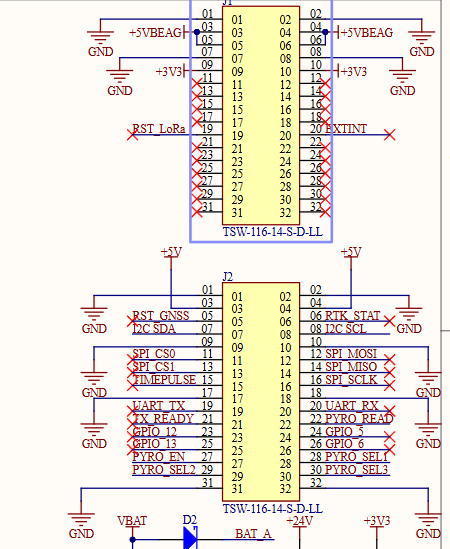 J1
01 01 02 02
+5VBEAG 03 03 04 04 +5VBEAG
05 05 06 06
GND GND
07 07 08 08
+3V3 09 09 10 10 +3V3
11 11 12 12
GND GND
13 13 14 14
15 15 16 16
17 17 18 18
RST_LoRa 19 19 20 20 EXTINT
21 21 22 22
23 23 24 24
25 25 26 26
27 27 28 28
29 29 30 30
31 31 32 32
TSW-116-14-S-D-LL
+5V +5V
J2
01 01 02 02
03 03 04 04
GND GND
RST_GNSS 05 05 06 06 RTK_STAT
I2C SDA 07 07 08 08 I2C SCL
09 09 10 10
SPI_CS0 11 11 12 12 SPI_MOSI
SPI_CS1 13 13 14 14 SPI_MISO
TIMEPULSE 15 15 16 16 SPI_SCLK
GND GND
17 17 18 18
UART_TX 19 19 20 20 UART_RX
TX_READY 21 21 22 22 PYRO_READ
GPIO_12 23 23 24 24 GPIO_5
GND GND
GPIO_13 25 25 26 26 GPIO_6
PYRO_EN 27 27 28 28 PYRO_SEL1
PYRO_SEL2 29 29 30 30 PYRO_SEL3
31 31 32 32
TSW-116-14-S-D-LL
GND GND
VBAT D2 BAT_A +24V +3V3